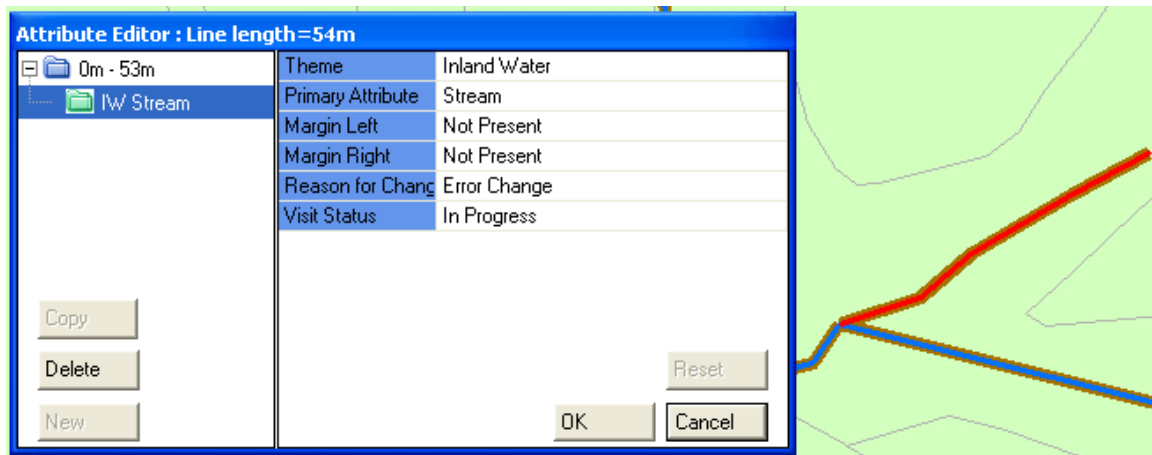 Attribute Editor : Line length=54m
0m - 53m
IW Stream
Theme Inland Water
Primary Attribute Stream
Margin Left Not Present
Margin Right Not Present
Reason for Chang Error Change
Visit Status In Progress
Copy
Delete
New
Reset
OK
Cancel